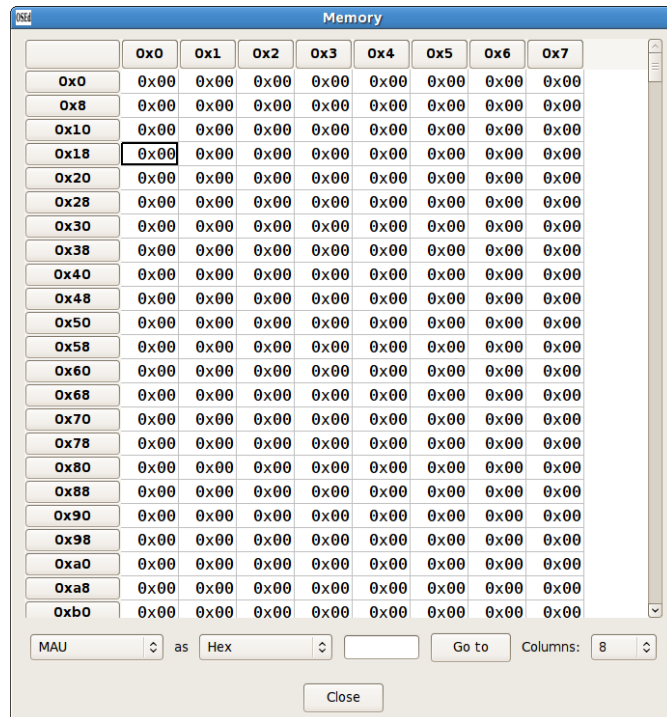 OSEd Memory
0x0 0x1 0x2 0x3 0x4 0x5 0x6 0x7
0x0 0x00 0x00 0x00 0x00 0x00 0x00 0x00 0x00
0x8 0x00 0x00 0x00 0x00 0x00 0x00 0x00 0x00
0x10 0x00 0x00 0x00 0x00 0x00 0x00 0x00 0x00
0x18 0x00 0x00 0x00 0x00 0x00 0x00 0x00 0x00
0x20 0x00 0x00 0x00 0x00 0x00 0x00 0x00 0x00
0x28 0x00 0x00 0x00 0x00 0x00 0x00 0x00 0x00
0x30 0x00 0x00 0x00 0x00 0x00 0x00 0x00 0x00
0x38 0x00 0x00 0x00 0x00 0x00 0x00 0x00 0x00
0x40 0x00 0x00 0x00 0x00 0x00 0x00 0x00 0x00
0x48 0x00 0x00 0x00 0x00 0x00 0x00 0x00 0x00
0x50 0x00 0x00 0x00 0x00 0x00 0x00 0x00 0x00
0x58 0x00 0x00 0x00 0x00 0x00 0x00 0x00 0x00
0x60 0x00 0x00 0x00 0x00 0x00 0x00 0x00 0x00
0x68 0x00 0x00 0x00 0x00 0x00 0x00 0x00 0x00
0x70 0x00 0x00 0x00 0x00 0x00 0x00 0x00 0x00
0x78 0x00 0x00 0x00 0x00 0x00 0x00 0x00 0x00
0x80 0x00 0x00 0x00 0x00 0x00 0x00 0x00 0x00
0x88 0x00 0x00 0x00 0x00 0x00 0x00 0x00 0x00
0x90 0x00 0x00 0x00 0x00 0x00 0x00 0x00 0x00
0x98 0x00 0x00 0x00 0x00 0x00 0x00 0x00 0x00
0xa0 0x00 0x00 0x00 0x00 0x00 0x00 0x00 0x00
0xa8 0x00 0x00 0x00 0x00 0x00 0x00 0x00 0x00
0xb0 0x00 0x00 0x00 0x00 0x00 0x00 0x00 0x00
MAU as Hex Go to Columns: 8
Close